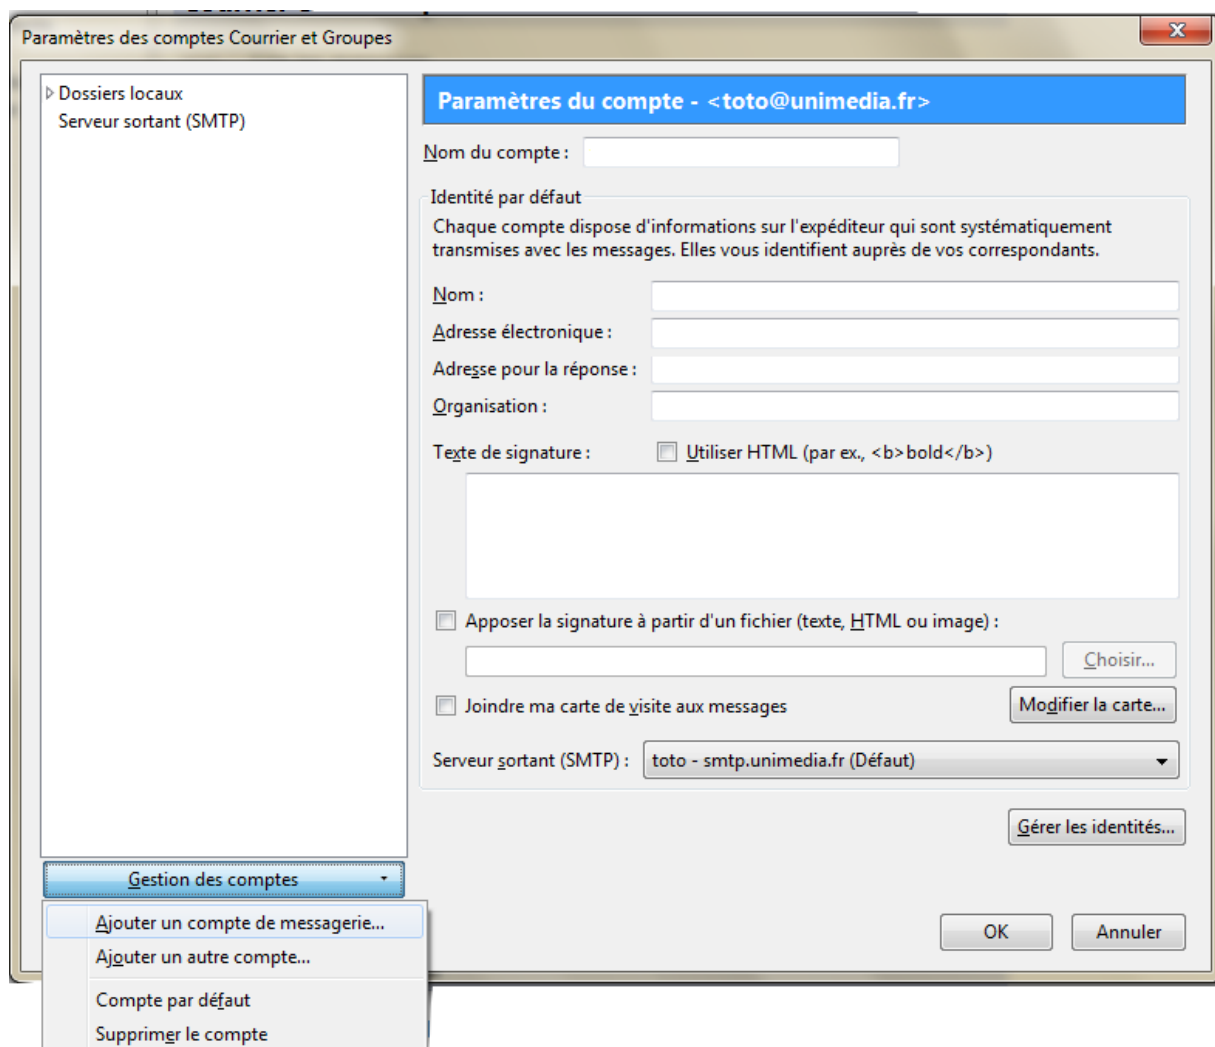 Paramètres des comptes Courrier et Groupes
x
Dossiers locaux
Serveur sortant (SMTP)
Paramètres du compte - <toto@unimedia.fr>
Nom du compte :
Identité par défaut
Chaque compte dispose d'informations sur l'expéditeur qui sont systématiquement
transmises avec les messages. Elles vous identifient auprès de vos correspondants.
Nom :
Adresse électronique :
Adresse pour la réponse :
Organisation :
Texte de signature : Utiliser HTML (par ex., <b>bold</b>)
Apposer la signature à partir d'un fichier (texte, HTML ou image) :
Choisir...
Joindre ma carte de visite aux messages Modifier la carte...
Serveur sortant (SMTP) : toto - smtp.unimedia.fr (Défaut)
Gérer les identités...
Gestion des comptes
Ajouter un compte de messagerie...
Ajouter un autre compte...
Compte par défaut
Supprimer le compte
OK Annuler